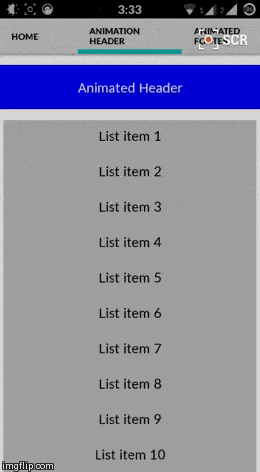 3:33
HOME
ANIMATION
HEADER
ANIMATED
SCR
Animated Header
List item 1
List item 2
List item 3
List item 4
List item 5
List item 6
List item 7
List item 8
List item 9
List item 10
imgflip.com